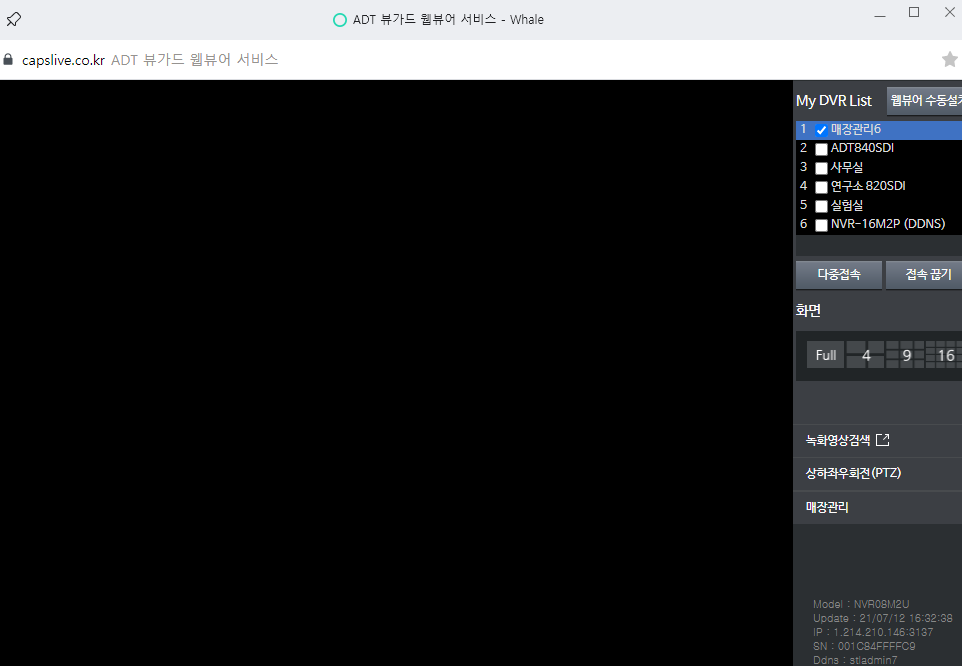 ADT 뷰가드 웹뷰어 서비스 - Whale
capslive.co.kr ADT 뷰가드 웹뷰어 서비스
My DVR List 웹뷰어 수동설치
1 매장관리6
2 ADT840SDI
3 사무실
4 연구소 820SDI
5 실험실
6 NVR-16M2P (DDNS)
다중접속 접속 끊기
화면
Full 4 9 16
녹화영상검색
상하좌우회전(PTZ)
매장관리
Model : NVR08M2U
Update : 21/07/12 16:32:38
IP : 1.214.210.146:3137
SN : 001C84FFFFC9
Ddns : stladmin7